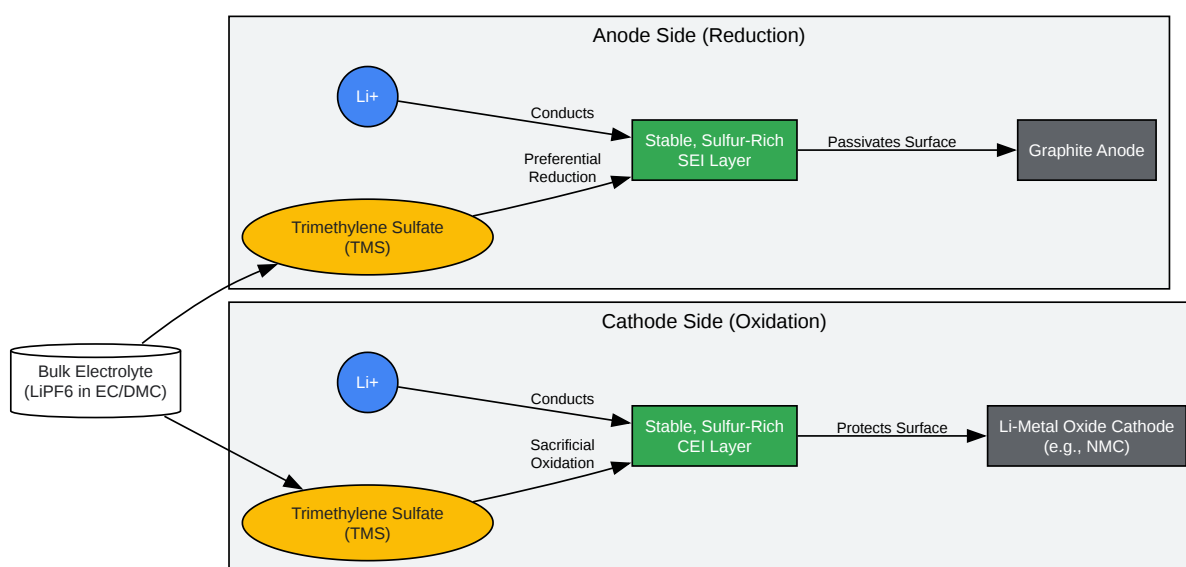 Anode Side (Reduction)
Li+
Conducts
Stable, Sulfur-Rich
SEI Layer
Passivates Surface
Graphite Anode
Preferential
Reduction
Trimethylene Sulfate
(TMS)
Bulk Electrolyte
(LiPF6 in EC/DMC)
Cathode Side (Oxidation)
Li+
Conducts
Stable, Sulfur-Rich
CEI Layer
Protects Surface
Li-Metal Oxide Cathode
(e.g., NMC)
Sacrificial
Oxidation
Trimethylene Sulfate
(TMS)